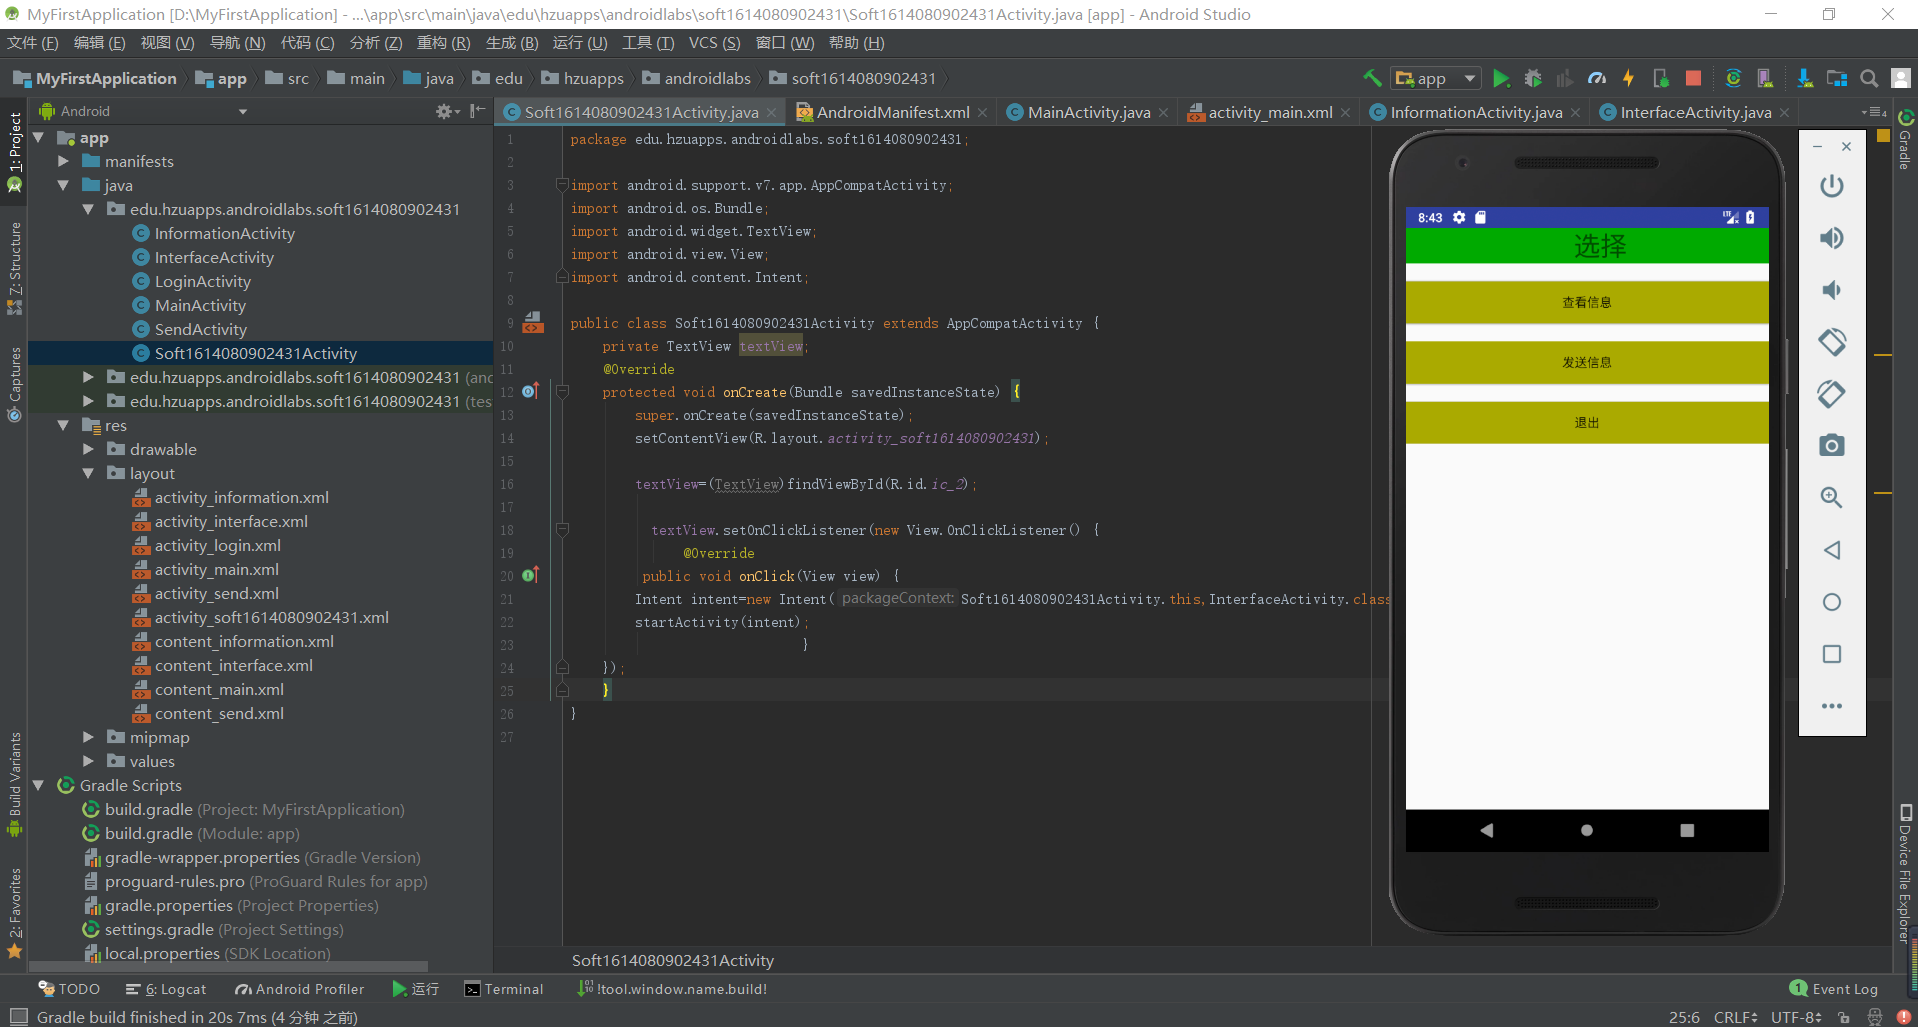 MyFirstApplication [D:\MyFirstApplication] - ...\app\src\main\java\edu\hzuapps\androidlabs\soft1614080902431\Soft1614080902431Activity.java [app] - Android Studio
文件 (F) 编辑 (E) 视图 (V) 导航 (N) 代码 (C) 分析 (Z) 重构 (R) 生成 (B) 运行 (U) 工具 (T) VCS (S) 窗口 (W) 帮助 (H)
MyFirstApplication app src main java edu hzuapps androidlabs soft1614080902431 app
Android
Soft1614080902431Activity.java AndroidManifest.xml MainActivity.java activity_main.xml InformationActivity.java InterfaceActivity.java 4
1: Project
Z: Structure
Captures
Build Variants
2: Favorites
app
manifests
java
edu.hzuapps.androidlabs.soft1614080902431
InformationActivity
InterfaceActivity
LoginActivity
MainActivity
SendActivity
Soft1614080902431Activity
edu.hzuapps.androidlabs.soft1614080902431 (and
edu.hzuapps.androidlabs.soft1614080902431 (tes
res
drawable
layout
activity_information.xml
activity_interface.xml
activity_login.xml
activity_main.xml
activity_send.xml
activity_soft1614080902431.xml
content_information.xml
content_interface.xml
content_main.xml
content_send.xml
mipmap
values
Gradle Scripts
build.gradle (Project: MyFirstApplication)
build.gradle (Module: app)
gradle-wrapper.properties (Gradle Version)
proguard-rules.pro (ProGuard Rules for app)
gradle.properties (Project Properties)
settings.gradle (Project Settings)
local.properties (SDK Location)
1 package edu.hzuapps.androidlabs.soft1614080902431;
2
3 import android.support.v7.app.AppCompatActivity;
4 import android.os.Bundle;
5 import android.widget.TextView;
6 import android.view.View;
7 import android.content.Intent;
8
9 public class Soft1614080902431Activity extends AppCompatActivity {
10 private TextView textView;
11 @Override
12 protected void onCreate(Bundle savedInstanceState) {
13 super.onCreate(savedInstanceState);
14 setContentView(R.layout.activity_soft1614080902431);
15
16 textView=(TextView)findViewById(R.id.ic_2);
17
18 textView.setOnClickListener(new View.OnClickListener() {
19 @Override
20 public void onClick(View view) {
21 Intent intent=new Intent( packageContext: Soft1614080902431Activity.this,InterfaceActivity.class
22 startActivity(intent);
23 }
24 });
25 }
26 }
27
8:43 LTE
选择
查看信息
发送信息
退出
Gradle
Device File Explorer
Soft1614080902431Activity
TODO 6: Logcat Android Profiler 运行 Terminal !tool.window.name.build! 1 Event Log
Gradle build finished in 20s 7ms (4 分钟 之前) 25:6 CRLF UTF-8